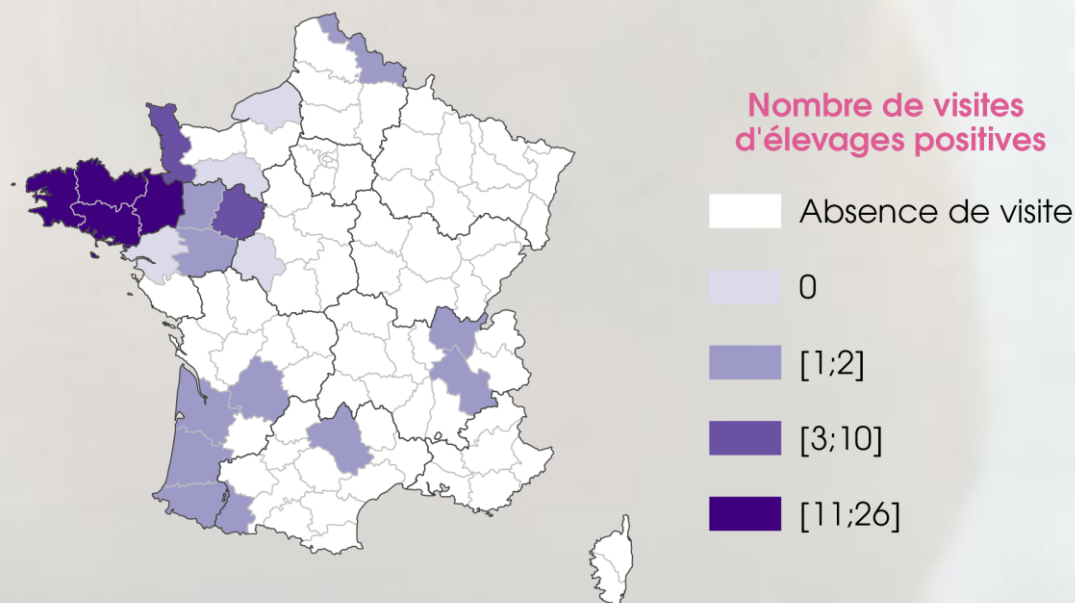 Nombre de visites
d'élevages positives
Absence de visite
0
[1;2]
[3;10]
[11;26]